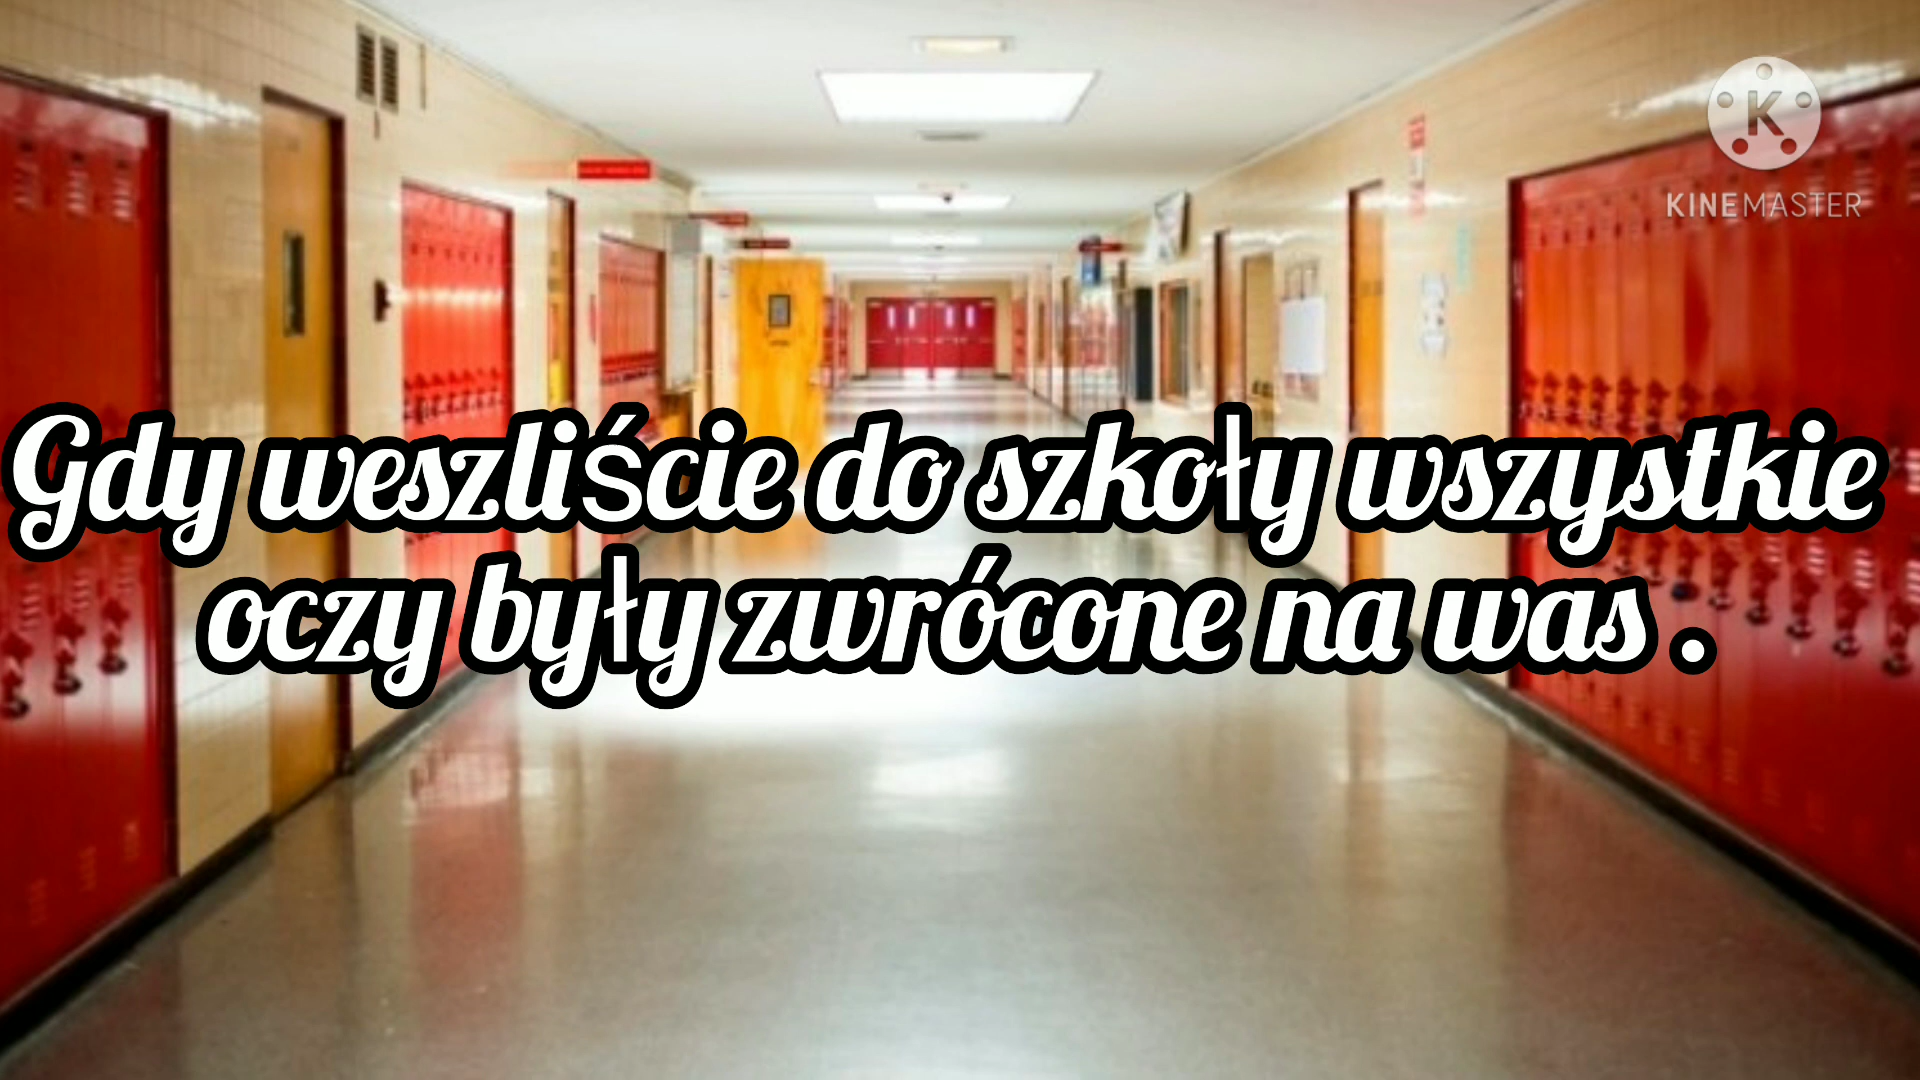 K
KINEMASTER
Gdy weszliście do szkoły wszystkie
oczy były zwrócone na was .